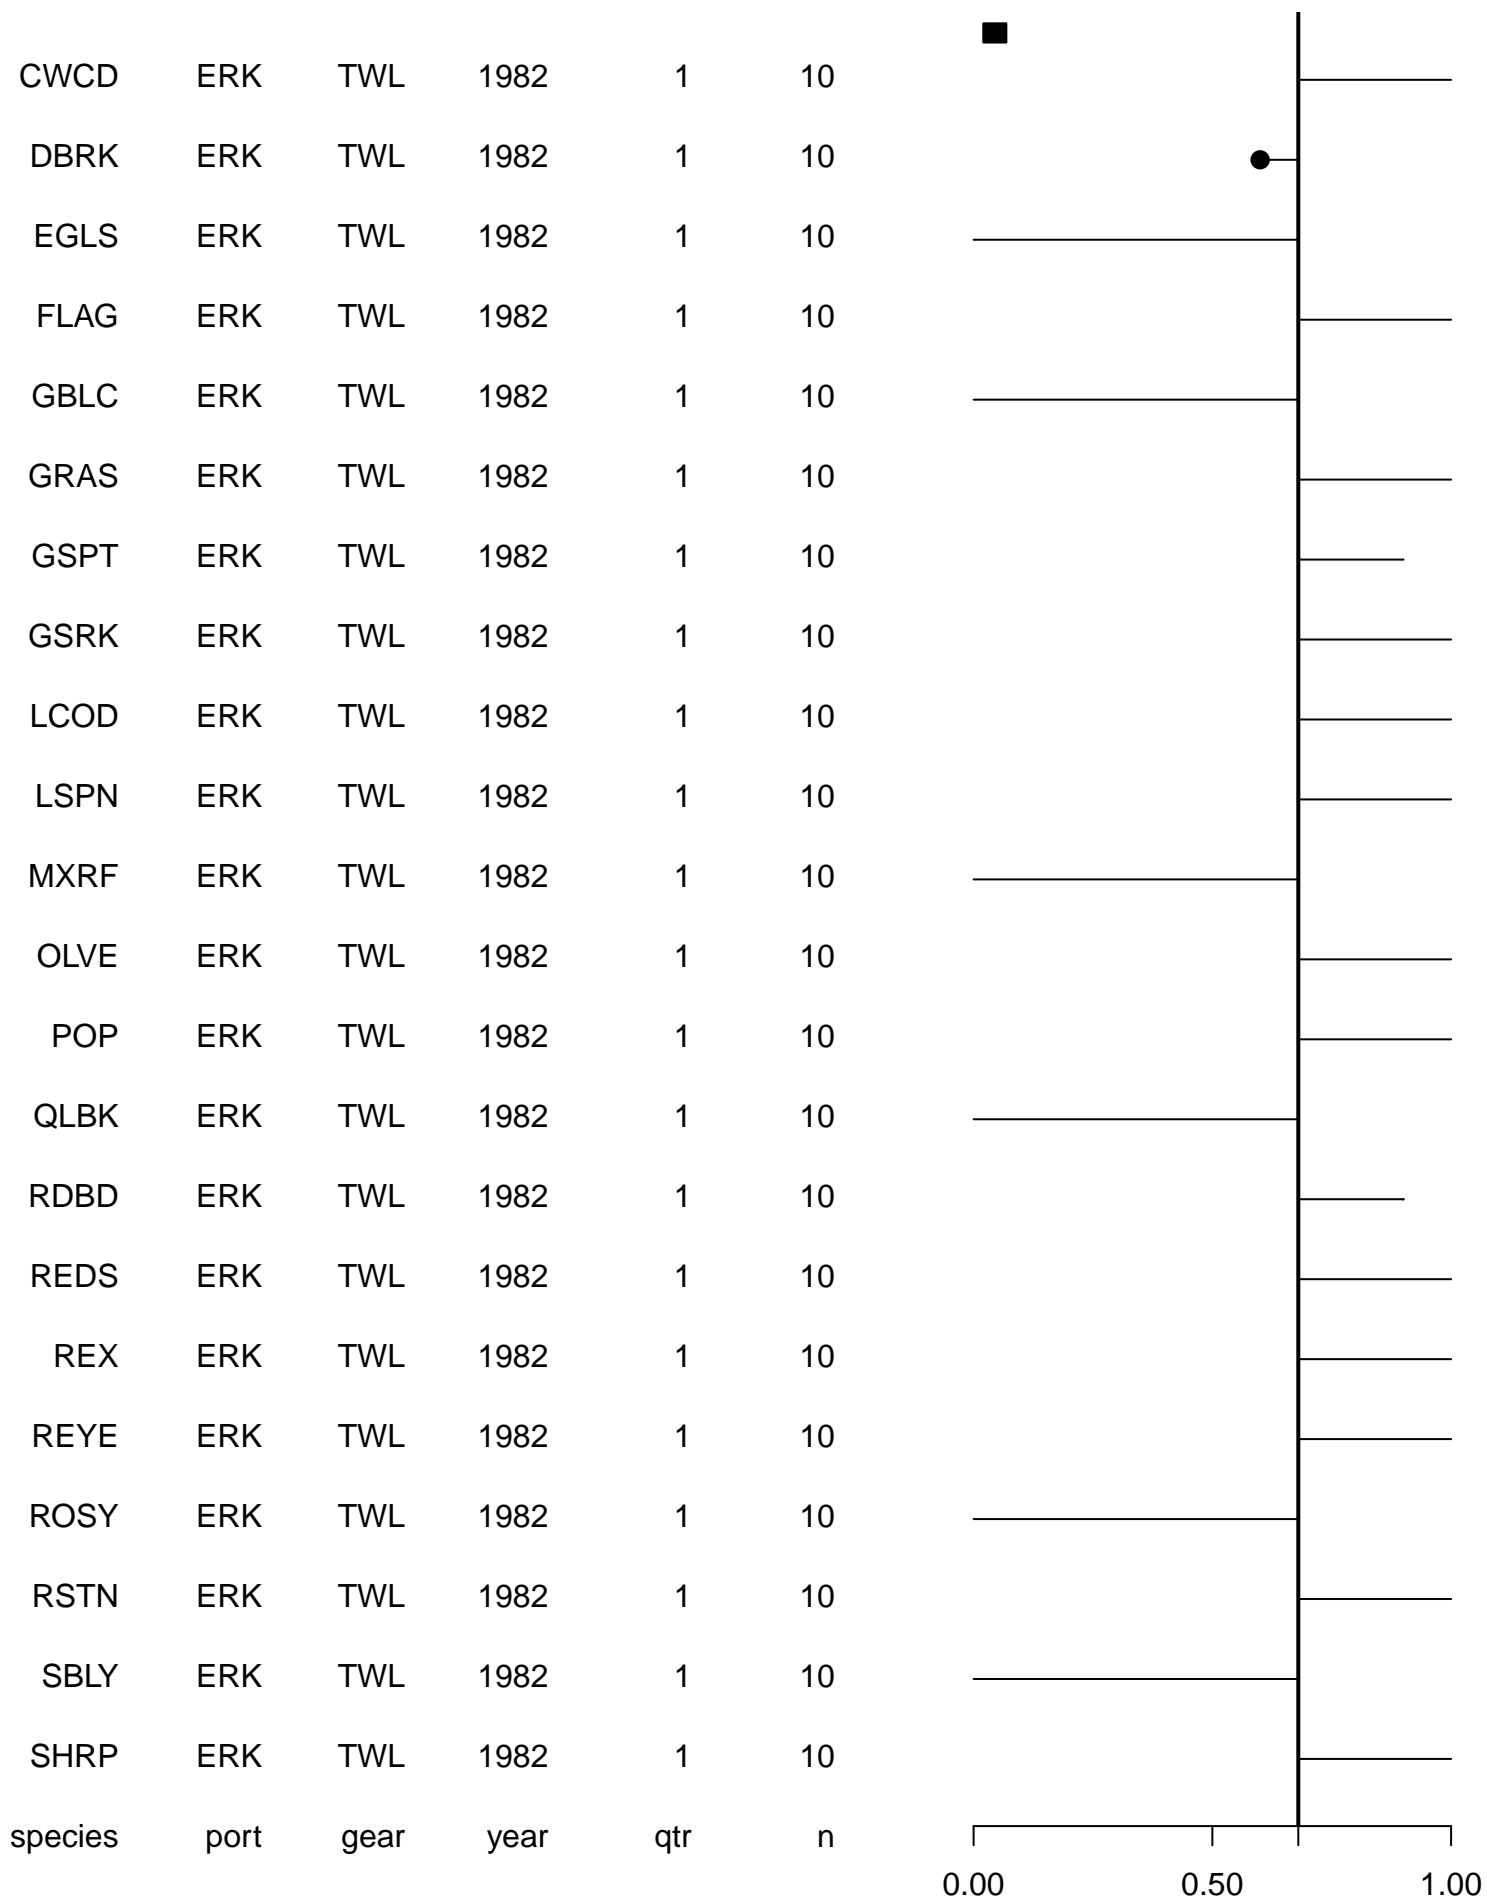 CWCD ERK TWL 1982 1 10
DBRK ERK TWL 1982 1 10
EGLS ERK TWL 1982 1 10
FLAG ERK TWL 1982 1 10
GBLC ERK TWL 1982 1 10
GRAS ERK TWL 1982 1 10
GSPT ERK TWL 1982 1 10
GSRK ERK TWL 1982 1 10
LCOD ERK TWL 1982 1 10
LSPN ERK TWL 1982 1 10
MXRF ERK TWL 1982 1 10
OLVE ERK TWL 1982 1 10
POP ERK TWL 1982 1 10
QLBK ERK TWL 1982 1 10
RDBD ERK TWL 1982 1 10
REDS ERK TWL 1982 1 10
REX ERK TWL 1982 1 10
REYE ERK TWL 1982 1 10
ROSY ERK TWL 1982 1 10
RSTN ERK TWL 1982 1 10
SBLY ERK TWL 1982 1 10
SHRP ERK TWL 1982 1 10
species port gear year qtr n
0.00 0.50 1.00